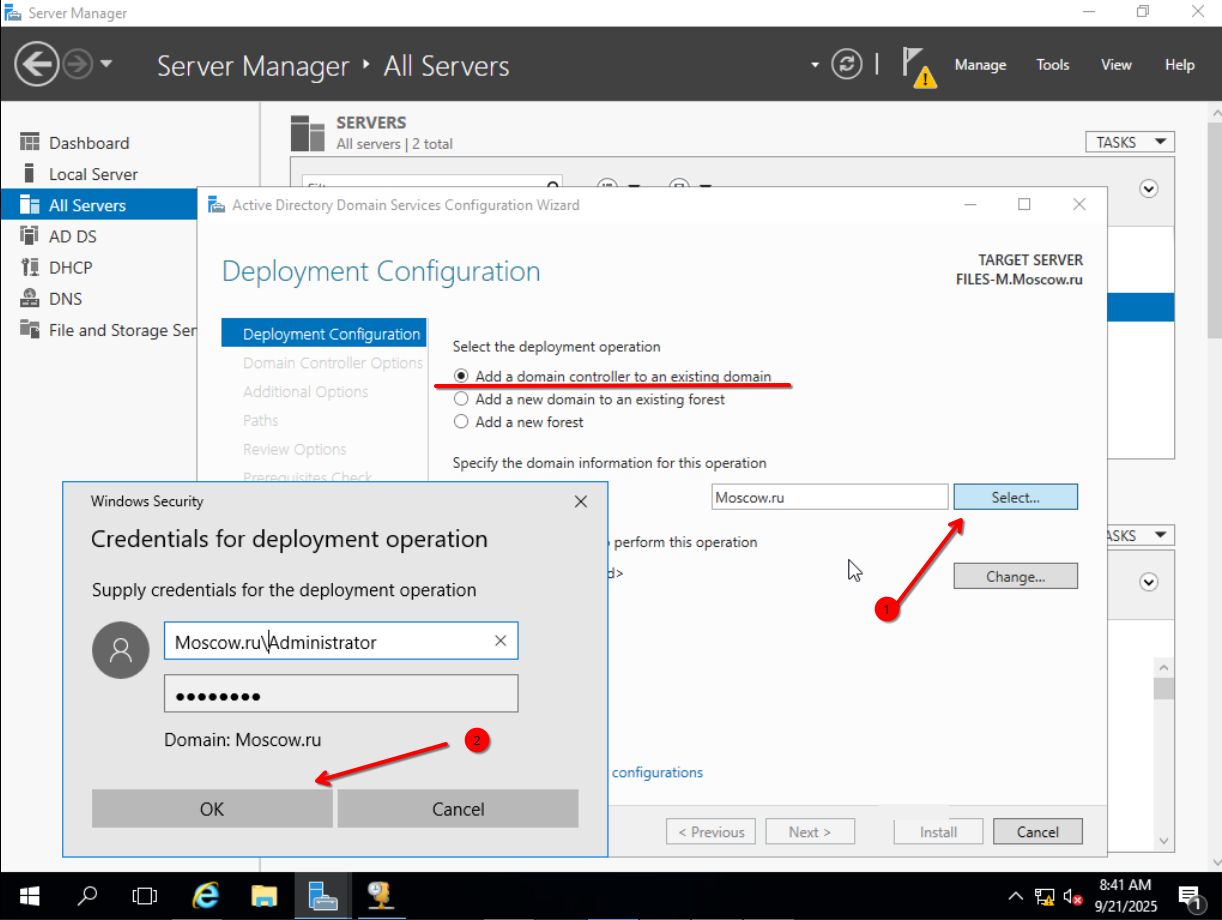 Server Manager
Server Manager ‣ All Servers
Manage Tools View Help
Dashboard
Local Server
All Servers
AD DS
DHCP
DNS
File and Storage Ser
SERVERS
All servers | 2 total
TASKS
Active Directory Domain Services Configuration Wizard
Deployment Configuration
TARGET SERVER
FILES-M.Moscow.ru
Deployment Configuration
Domain Controller Options
Additional Options
Paths
Review Options
Prerequisites Check
Select the deployment operation
Add a domain controller to an existing domain
Add a new domain to an existing forest
Add a new forest
Specify the domain information for this operation
Moscow.ru
Select...
perform this operation
d>
Change...
1
configurations
< Previous
Next >
Install
Cancel
Windows Security
Credentials for deployment operation
Supply credentials for the deployment operation
Moscow.ru\Administrator
●●●●●●●●
Domain: Moscow.ru
2
OK
Cancel
ASKS
8:41 AM
9/21/2025
1